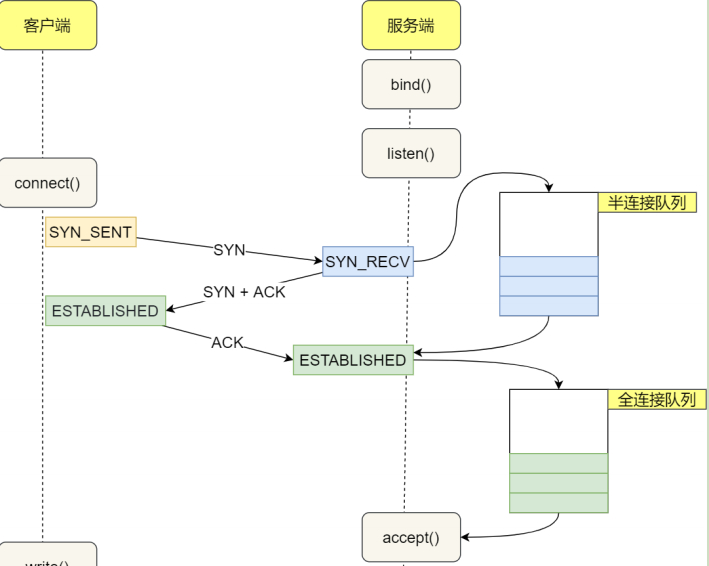 客户端
服务端
bind()
listen()
connect()
半连接队列
SYN_SENT
SYN
SYN_RECV
SYN + ACK
ESTABLISHED
ACK
ESTABLISHED
全连接队列
accept()
write()